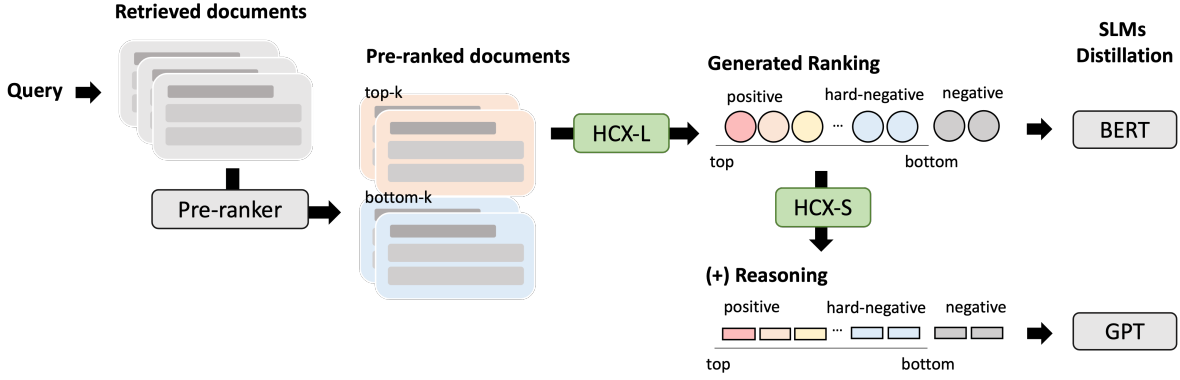 Retrieved documents
Query
Pre-ranker
Pre-ranked documents
top-k
bottom-k
HCX-L
Generated Ranking
positive
...
hard-negative
negative
top
bottom
HCX-S
(+) Reasoning
positive
...
hard-negative
negative
top
bottom
SLMs
Distillation
BERT
GPT